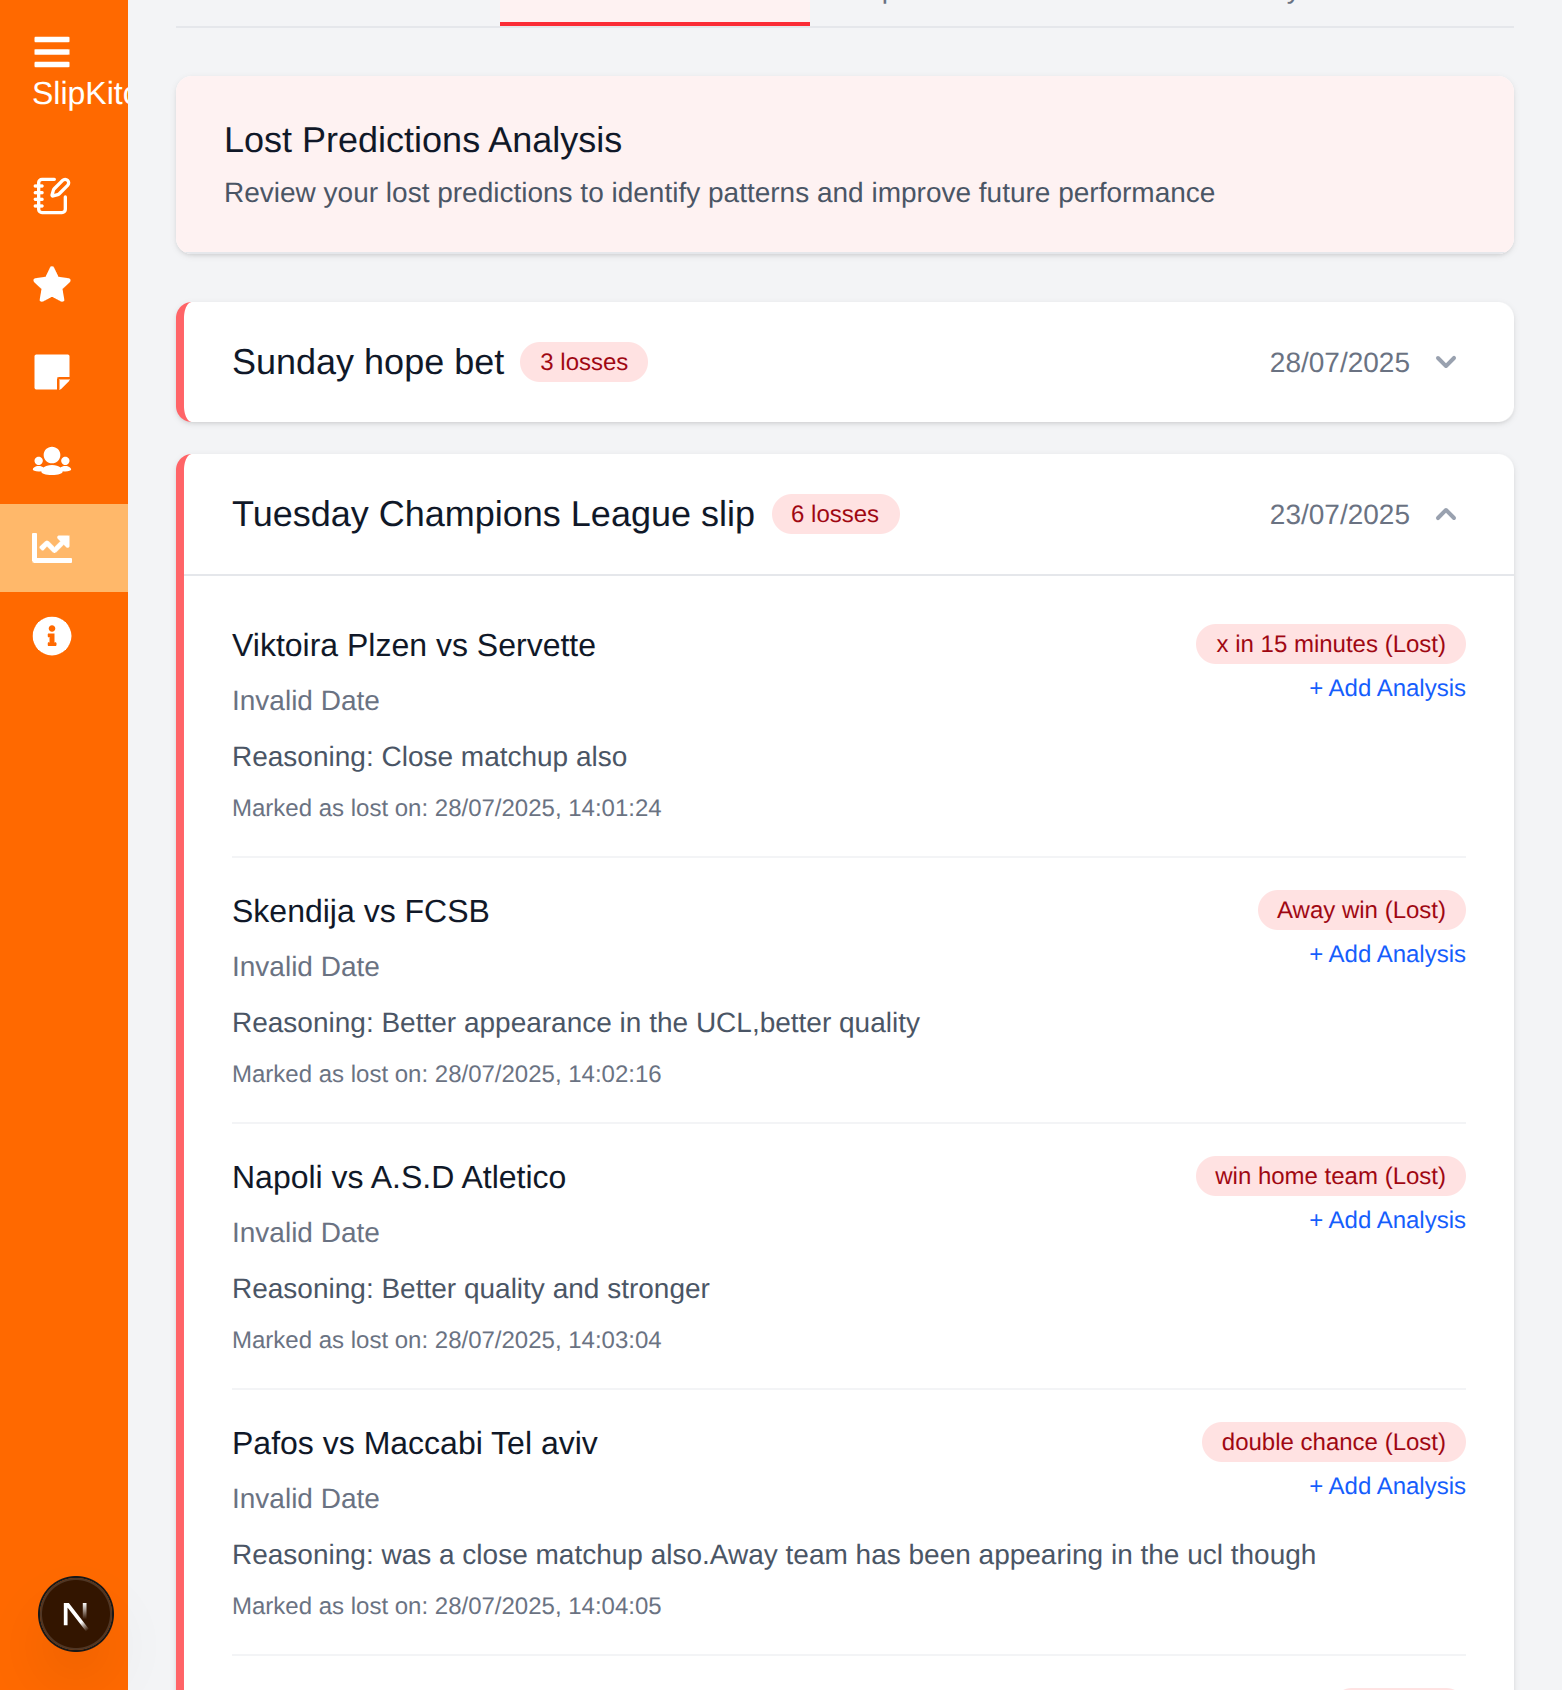 SlipKitc
Lost Predictions Analysis
Review your lost predictions to identify patterns and improve future performance
Sunday hope bet 3 losses 28/07/2025
Tuesday Champions League slip 6 losses 23/07/2025
Viktoira Plzen vs Servette x in 15 minutes (Lost)
Invalid Date + Add Analysis
Reasoning: Close matchup also
Marked as lost on: 28/07/2025, 14:01:24
Skendija vs FCSB Away win (Lost)
Invalid Date + Add Analysis
Reasoning: Better appearance in the UCL,better quality
Marked as lost on: 28/07/2025, 14:02:16
Napoli vs A.S.D Atletico win home team (Lost)
Invalid Date + Add Analysis
Reasoning: Better quality and stronger
Marked as lost on: 28/07/2025, 14:03:04
Pafos vs Maccabi Tel aviv double chance (Lost)
Invalid Date + Add Analysis
Reasoning: was a close matchup also.Away team has been appearing in the ucl though
Marked as lost on: 28/07/2025, 14:04:05
N